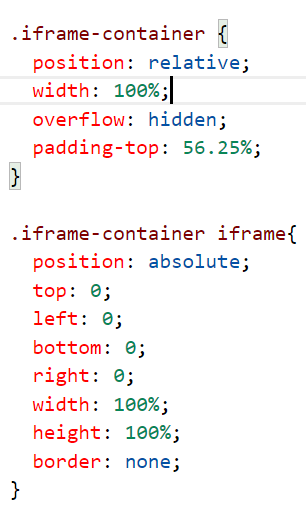 .iframe-container {
  position: relative;
  width: 100%;
  overflow: hidden;
  padding-top: 56.25%;
}

.iframe-container iframe{
  position: absolute;
  top: 0;
  left: 0;
  bottom: 0;
  right: 0;
  width: 100%;
  height: 100%;
  border: none;
}